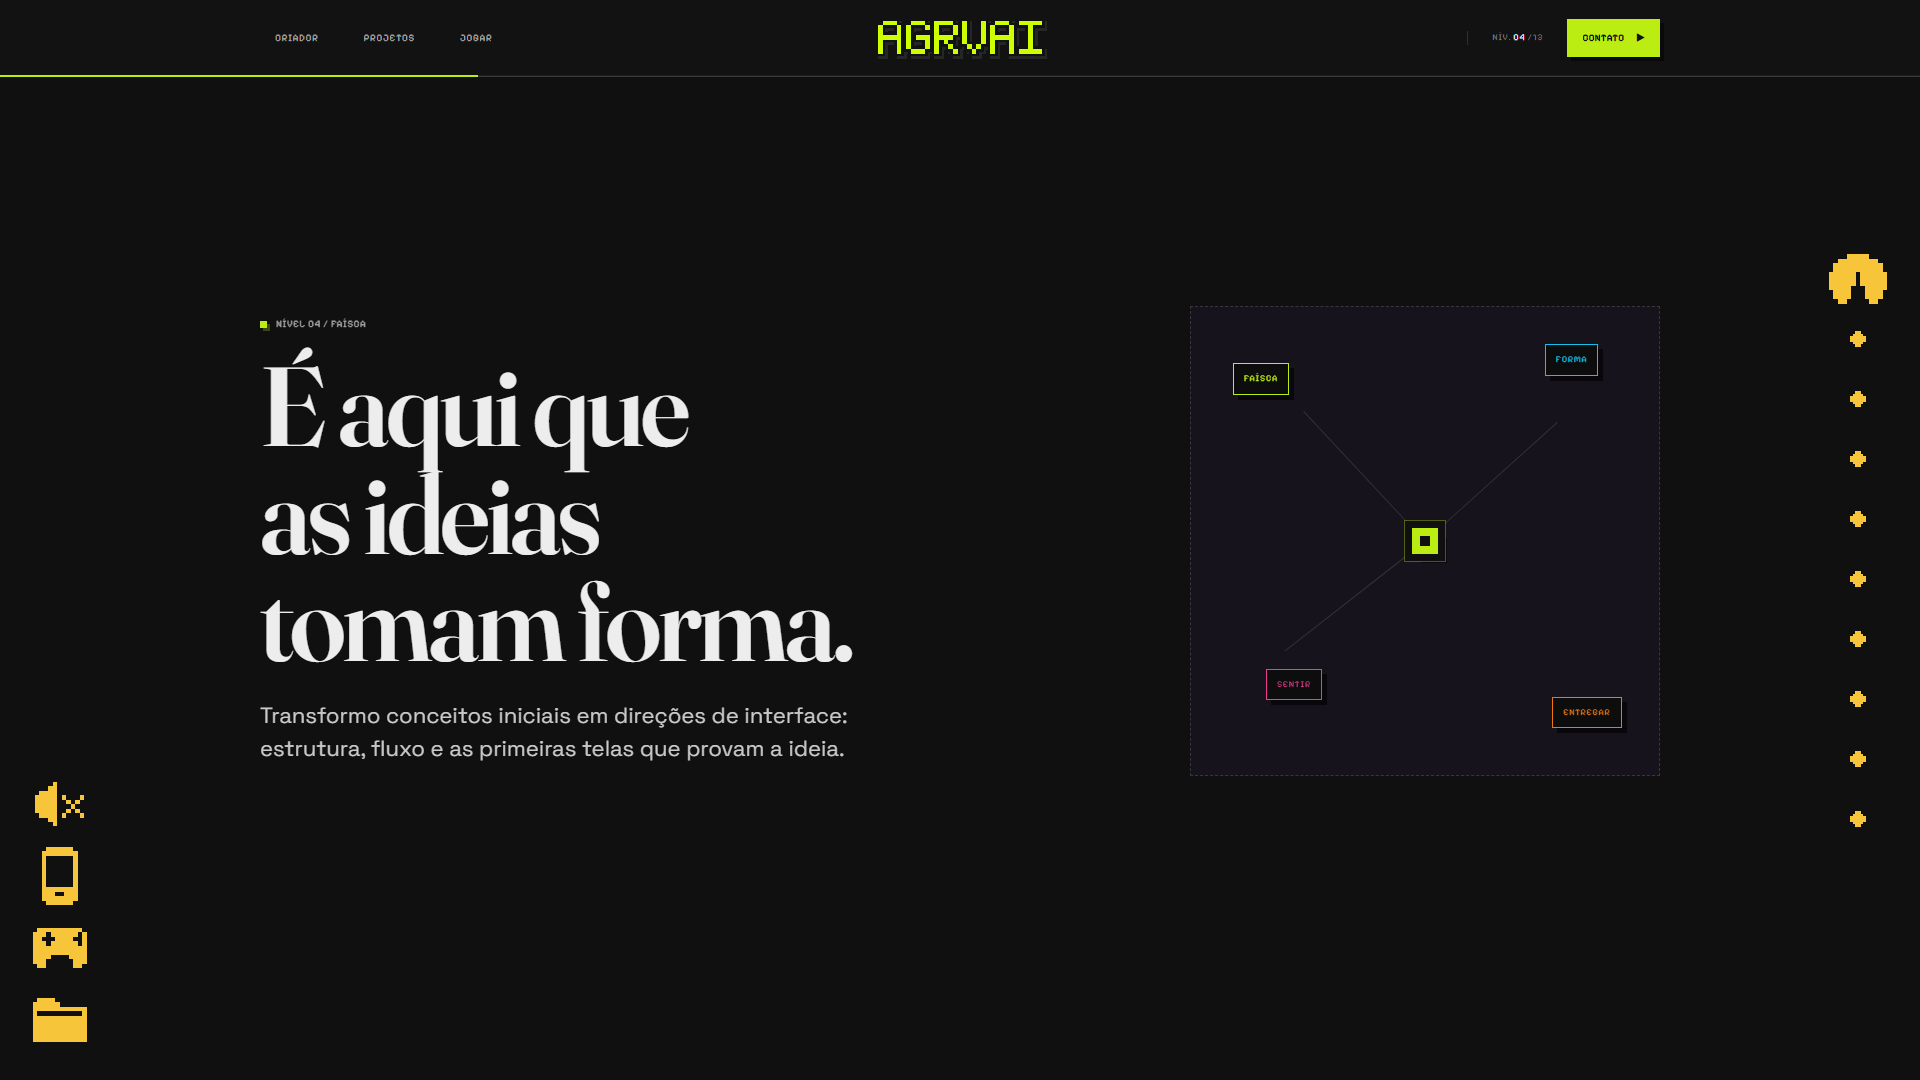 CRIADOR
PROJETOS
JOGAR
AGRVAI
NÍV. 04 /13
CONTATO
NÍVEL 04 / FAÍSCA
É aqui que
as ideias
tomam forma.
Transformo conceitos iniciais em direções de interface:
estrutura, fluxo e as primeiras telas que provam a ideia.
FAÍSCA
FORMA
SENTIR
ENTREGAR